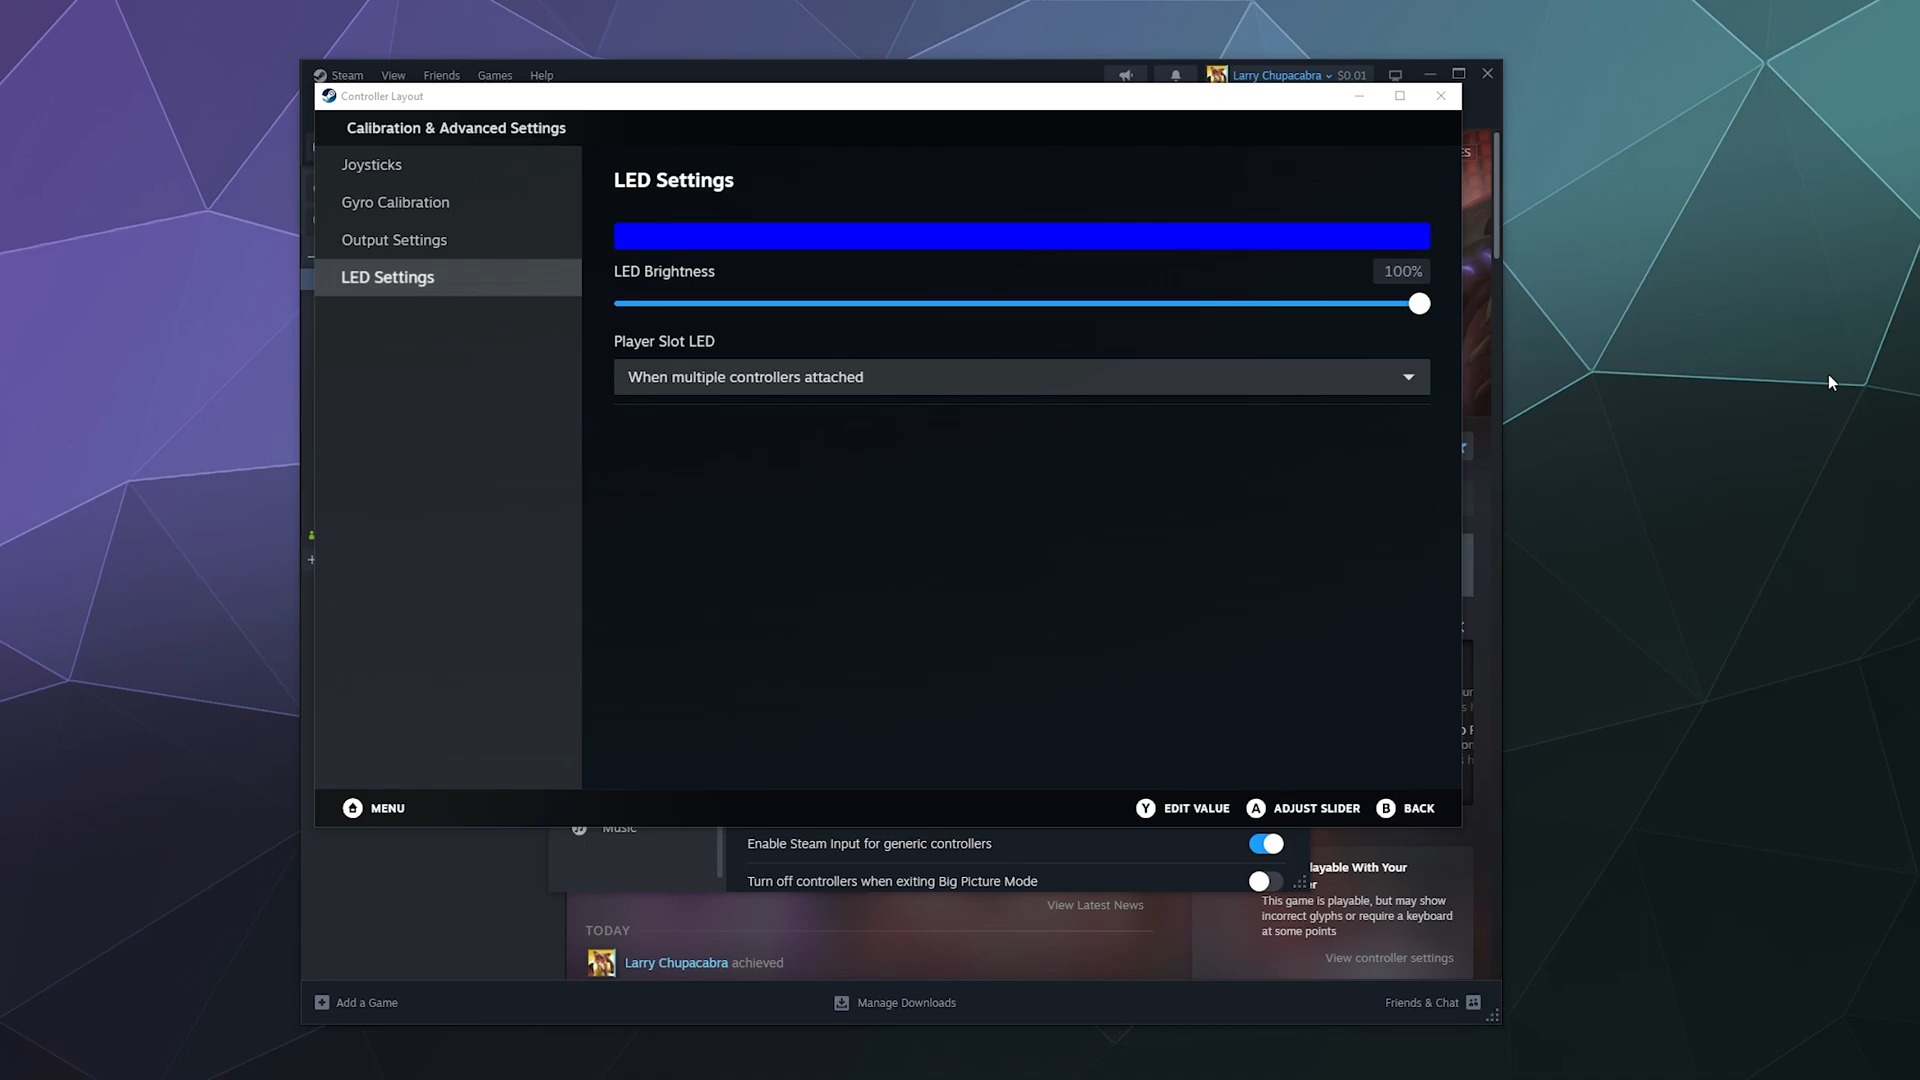 Steam View Friends Games Help
Larry Chupacabra $0.01
Controller Layout
Calibration & Advanced Settings
Joysticks
Gyro Calibration
Output Settings
LED Settings
LED Settings
LED Brightness
100%
Player Slot LED
When multiple controllers attached
MENU
Y EDIT VALUE A ADJUST SLIDER B BACK
Music
Enable Steam Input for generic controllers
Turn off controllers when exiting Big Picture Mode
View Latest News
TODAY
Larry Chupacabra achieved
ayable With Your
r
This game is playable, but may show
incorrect glyphs or require a keyboard
at some points
View controller settings
Add a Game
Manage Downloads
Friends & Chat